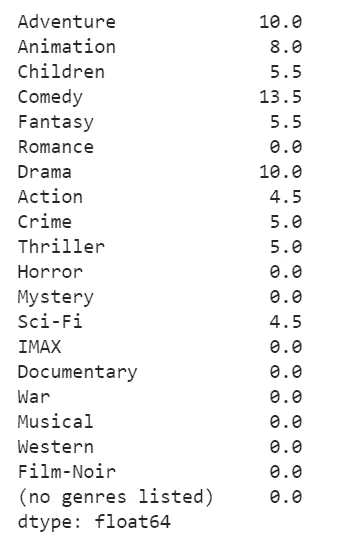 Adventure 10.0
Animation 8.0
Children 5.5
Comedy 13.5
Fantasy 5.5
Romance 0.0
Drama 10.0
Action 4.5
Crime 5.0
Thriller 5.0
Horror 0.0
Mystery 0.0
Sci-Fi 4.5
IMAX 0.0
Documentary 0.0
War 0.0
Musical 0.0
Western 0.0
Film-Noir 0.0
(no genres listed) 0.0
dtype: float64